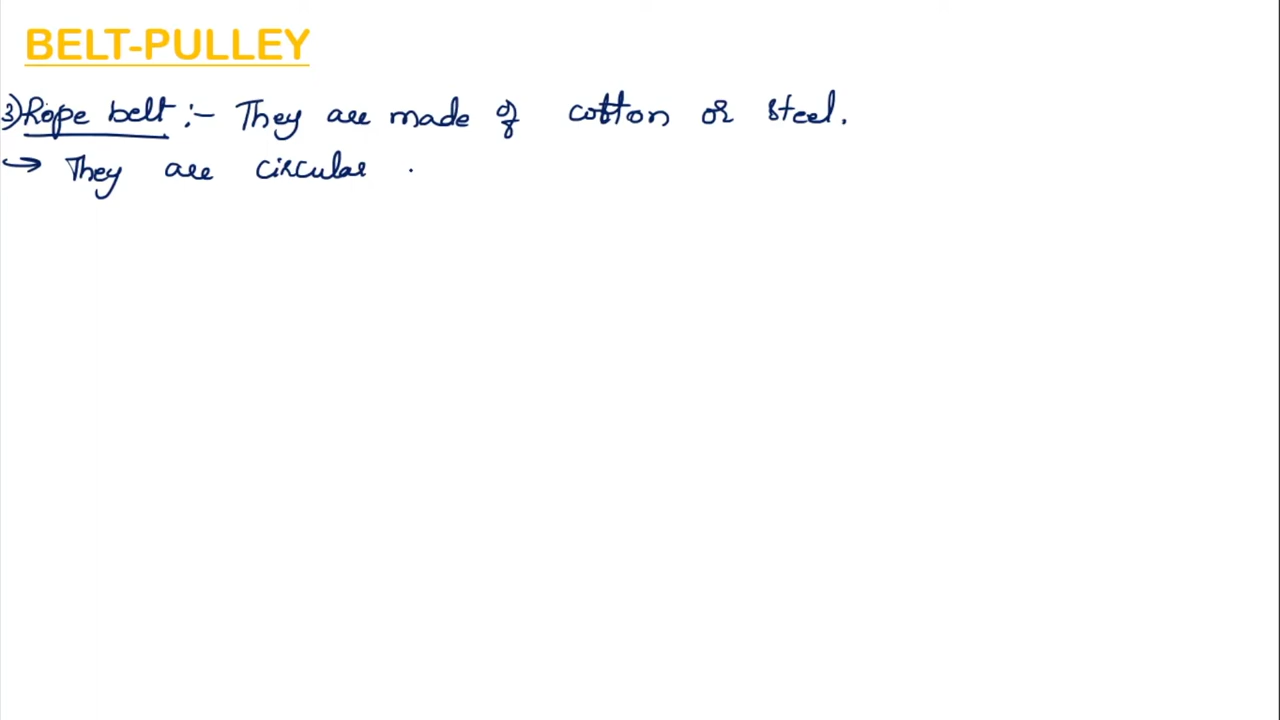 BELT-PULLEY
3) Rope belt :- They are made of cotton or steel.
→ They are circular